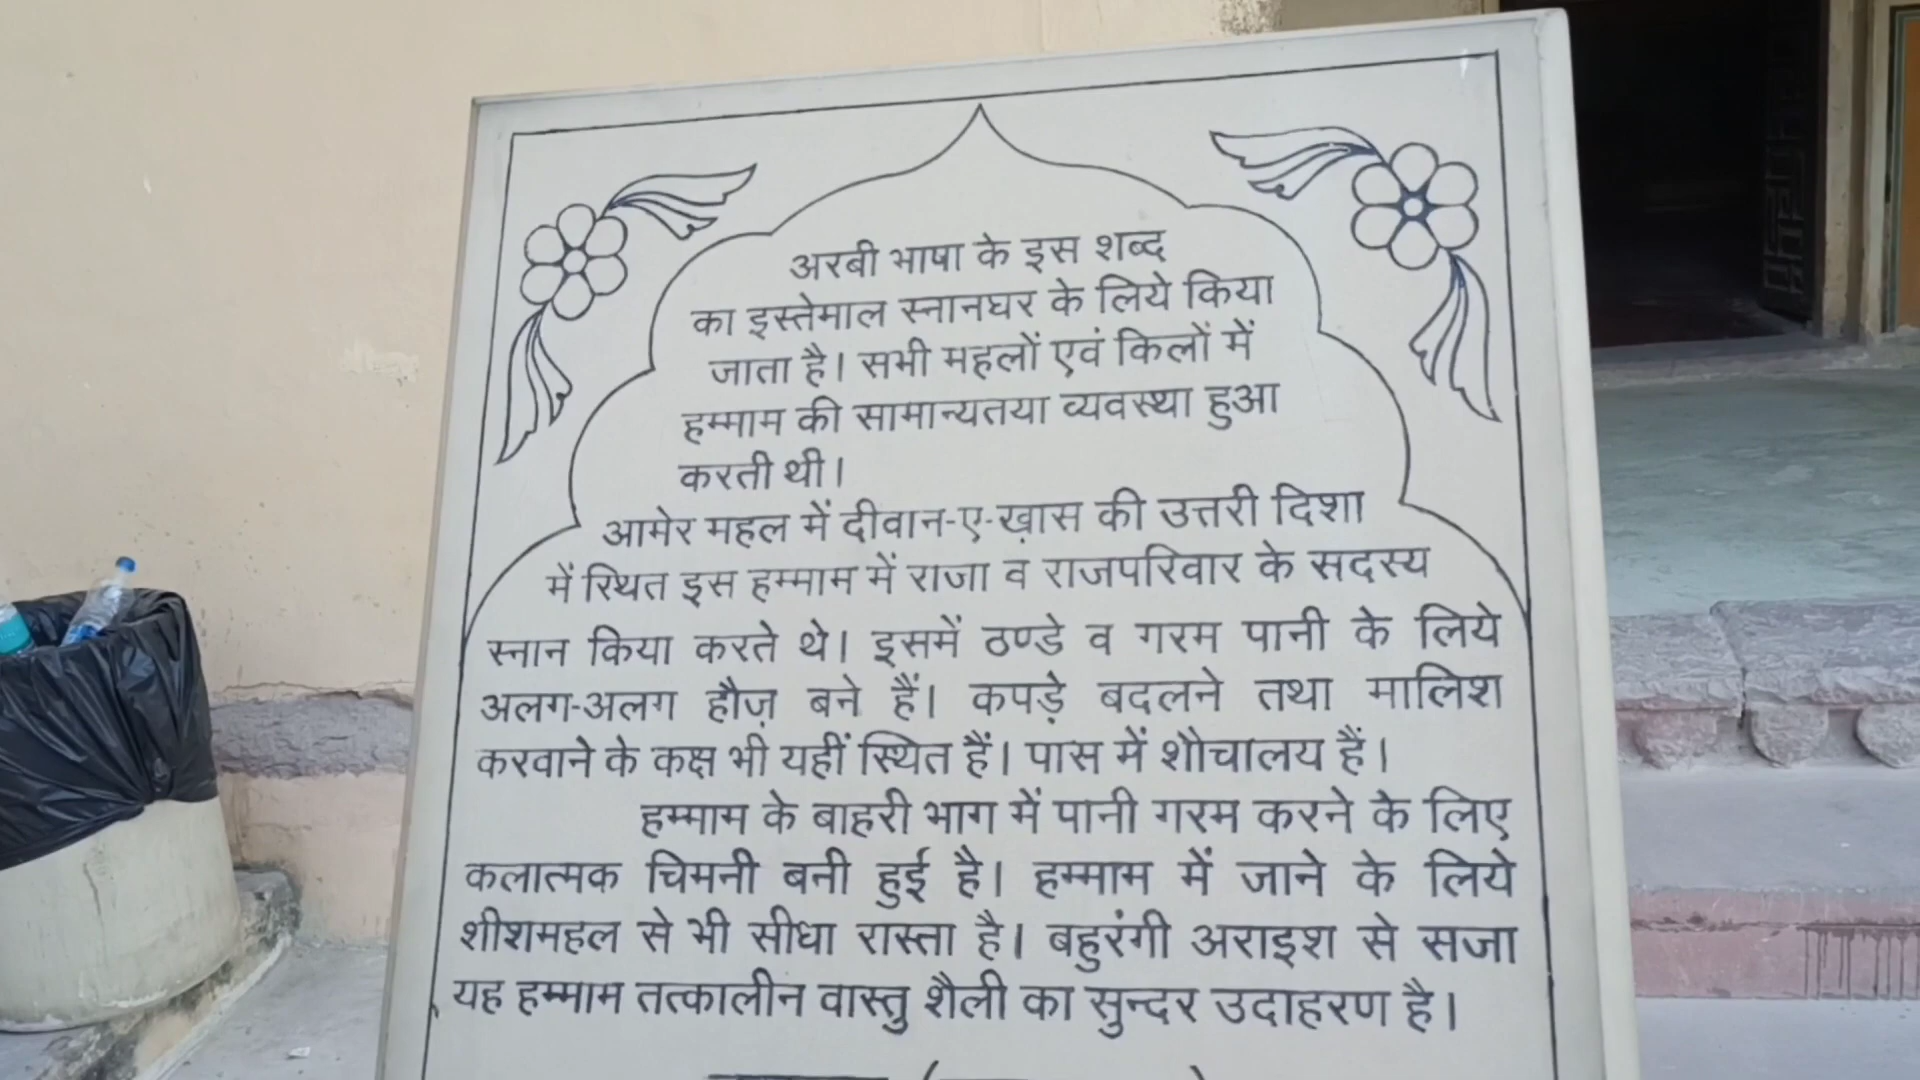 अरबी भाषा के इस शब्द
का इस्तेमाल स्नानघर के लिये किया
जाता है। सभी महलों एवं किलों में
हम्माम की सामान्यतया व्यवस्था हुआ
करती थी।
आमेर महल में दीवान-ए-ख़ास की उत्तरी दिशा
में स्थित इस हम्माम में राजा व राजपरिवार के सदस्य
स्नान किया करते थे। इसमें ठण्डे व गरम पानी के लिये
अलग-अलग हौज़ बने हैं। कपड़े बदलने तथा मालिश
करवाने के कक्ष भी यहीं स्थित हैं। पास में शौचालय हैं।
हम्माम के बाहरी भाग में पानी गरम करने के लिए
कलात्मक चिमनी बनी हुई है। हम्माम में जाने के लिये
शीशमहल से भी सीधा रास्ता है। बहुरंगी अराइश से सजा
यह हम्माम तत्कालीन वास्तु शैली का सुन्दर उदाहरण है।